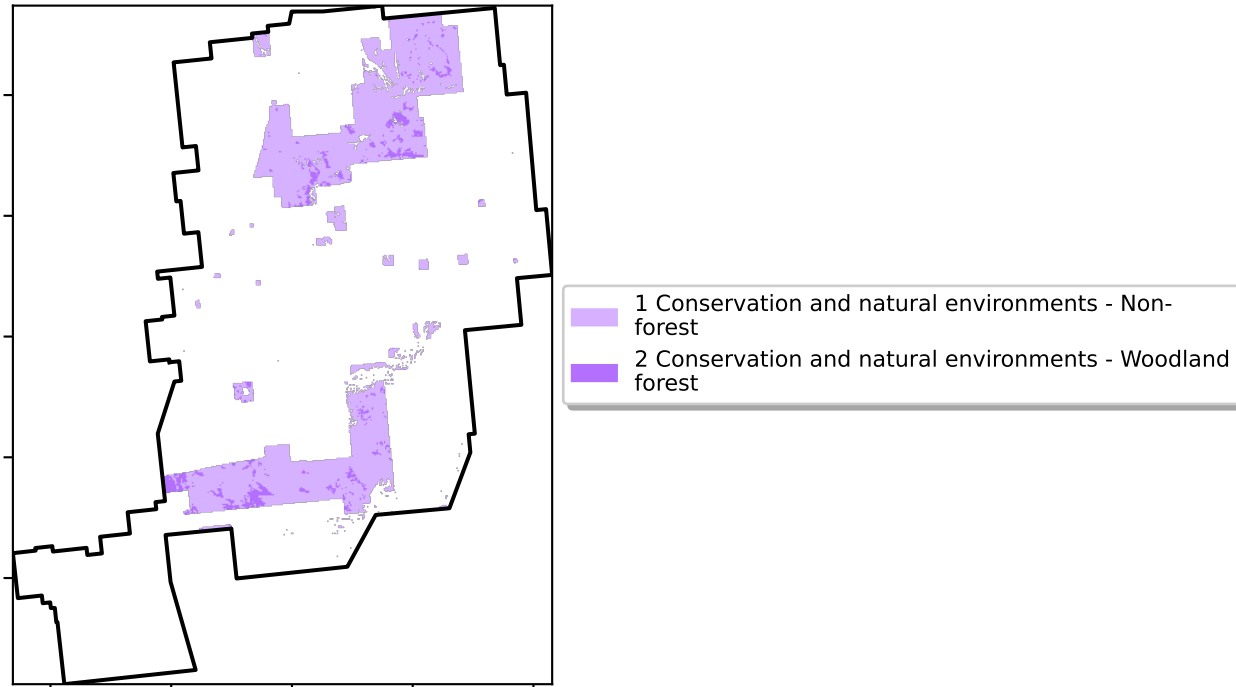 1 Conservation and natural environments - Non-
forest
2 Conservation and natural environments - Woodland
forest